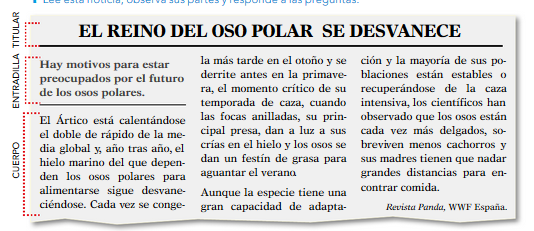 Lee esta noticia, observa sus partes y responde a las preguntas.
TITULAR
EL REINO DEL OSO POLAR SE DESVANECE
ENTRADILLA
Hay motivos para estar
preocupados por el futuro
de los osos polares.
CUERPO
El Ártico está calentándose
el doble de rápido de la me-
dia global y, año tras año, el
hielo marino del que depen-
den los osos polares para
alimentarse sigue desvane-
ciéndose. Cada vez se conge-
la más tarde en el otoño y se
derrite antes en la primave-
ra, el momento crítico de su
temporada de caza, cuando
las focas anilladas, su prin-
cipal presa, dan a luz a sus
crías en el hielo y los osos se
dan un festín de grasa para
aguantar el verano.
Aunque la especie tiene una
gran capacidad de adapta-
ción y la mayoría de sus po-
blaciones están estables o
recuperándose de la caza
intensiva, los científicos han
observado que los osos están
cada vez más delgados, so-
breviven menos cachorros y
sus madres tienen que nadar
grandes distancias para en-
contrar comida.
Revista Panda, WWF España.